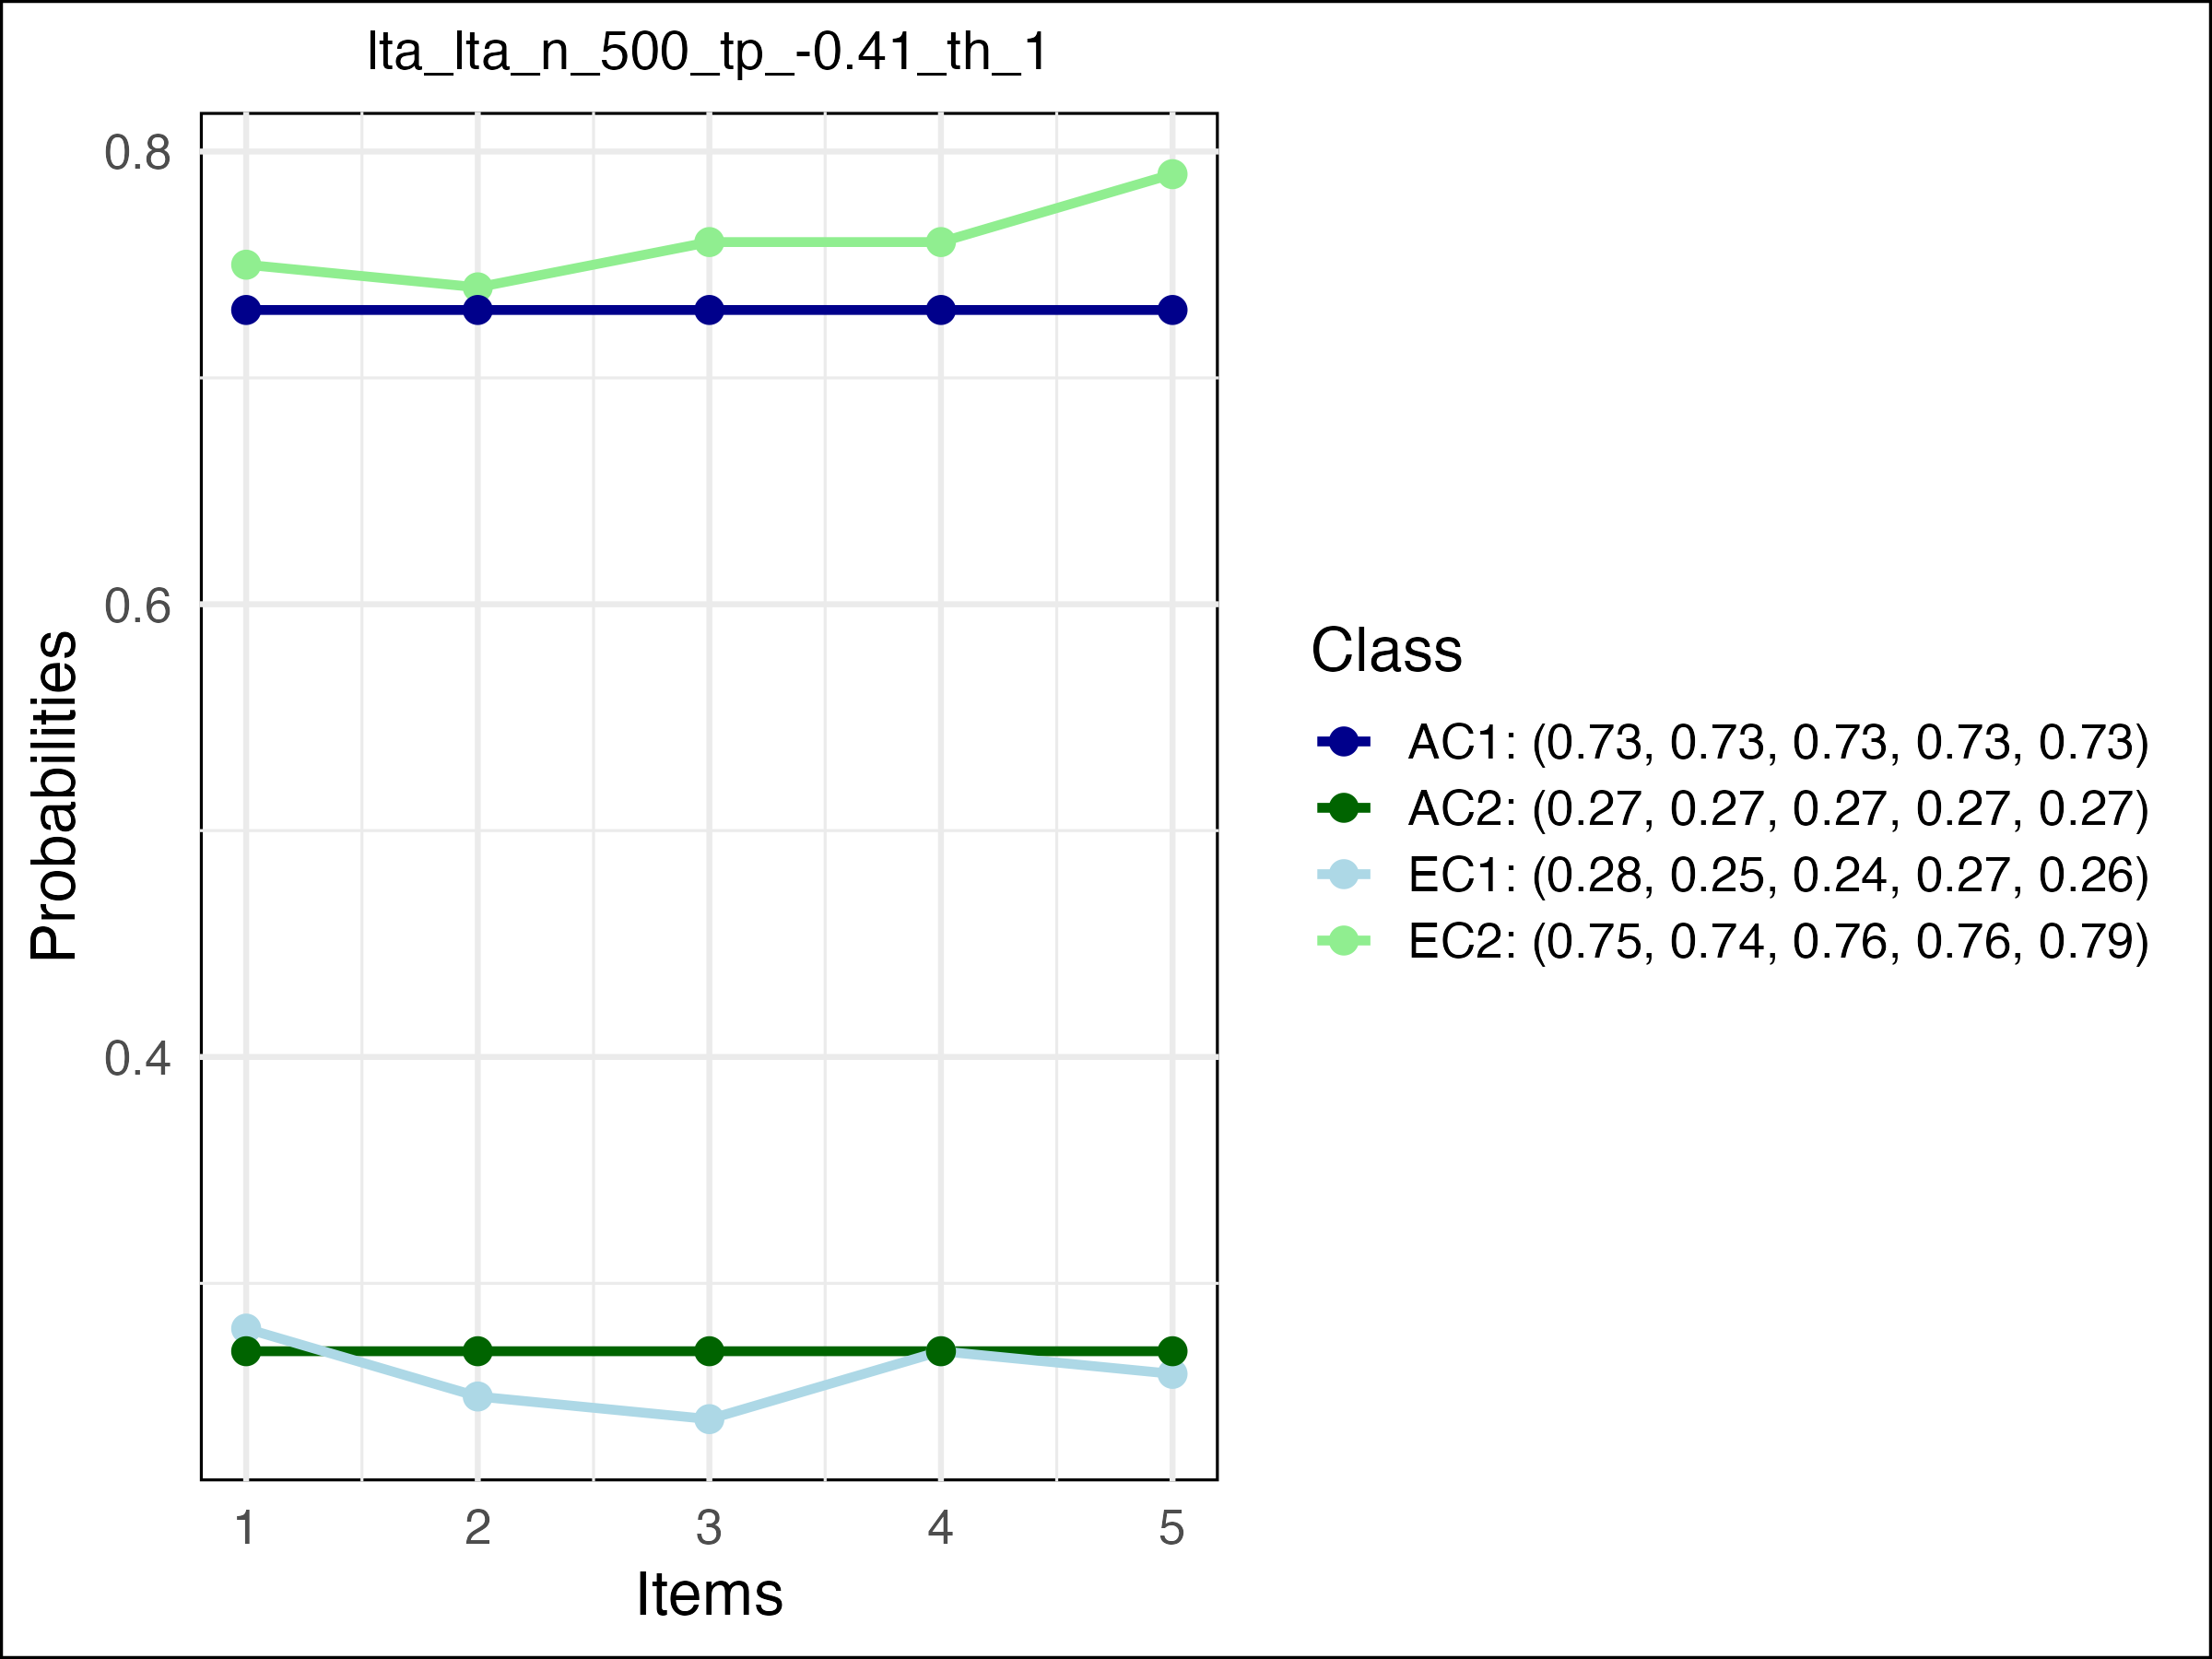 lta_lta_n_500_tp_-0.41_th_1
0.8
0.6
0.4
Probabilities
1 2 3 4 5
Items
Class
AC1: (0.73, 0.73, 0.73, 0.73, 0.73)
AC2: (0.27, 0.27, 0.27, 0.27, 0.27)
EC1: (0.28, 0.25, 0.24, 0.27, 0.26)
EC2: (0.75, 0.74, 0.76, 0.76, 0.79)